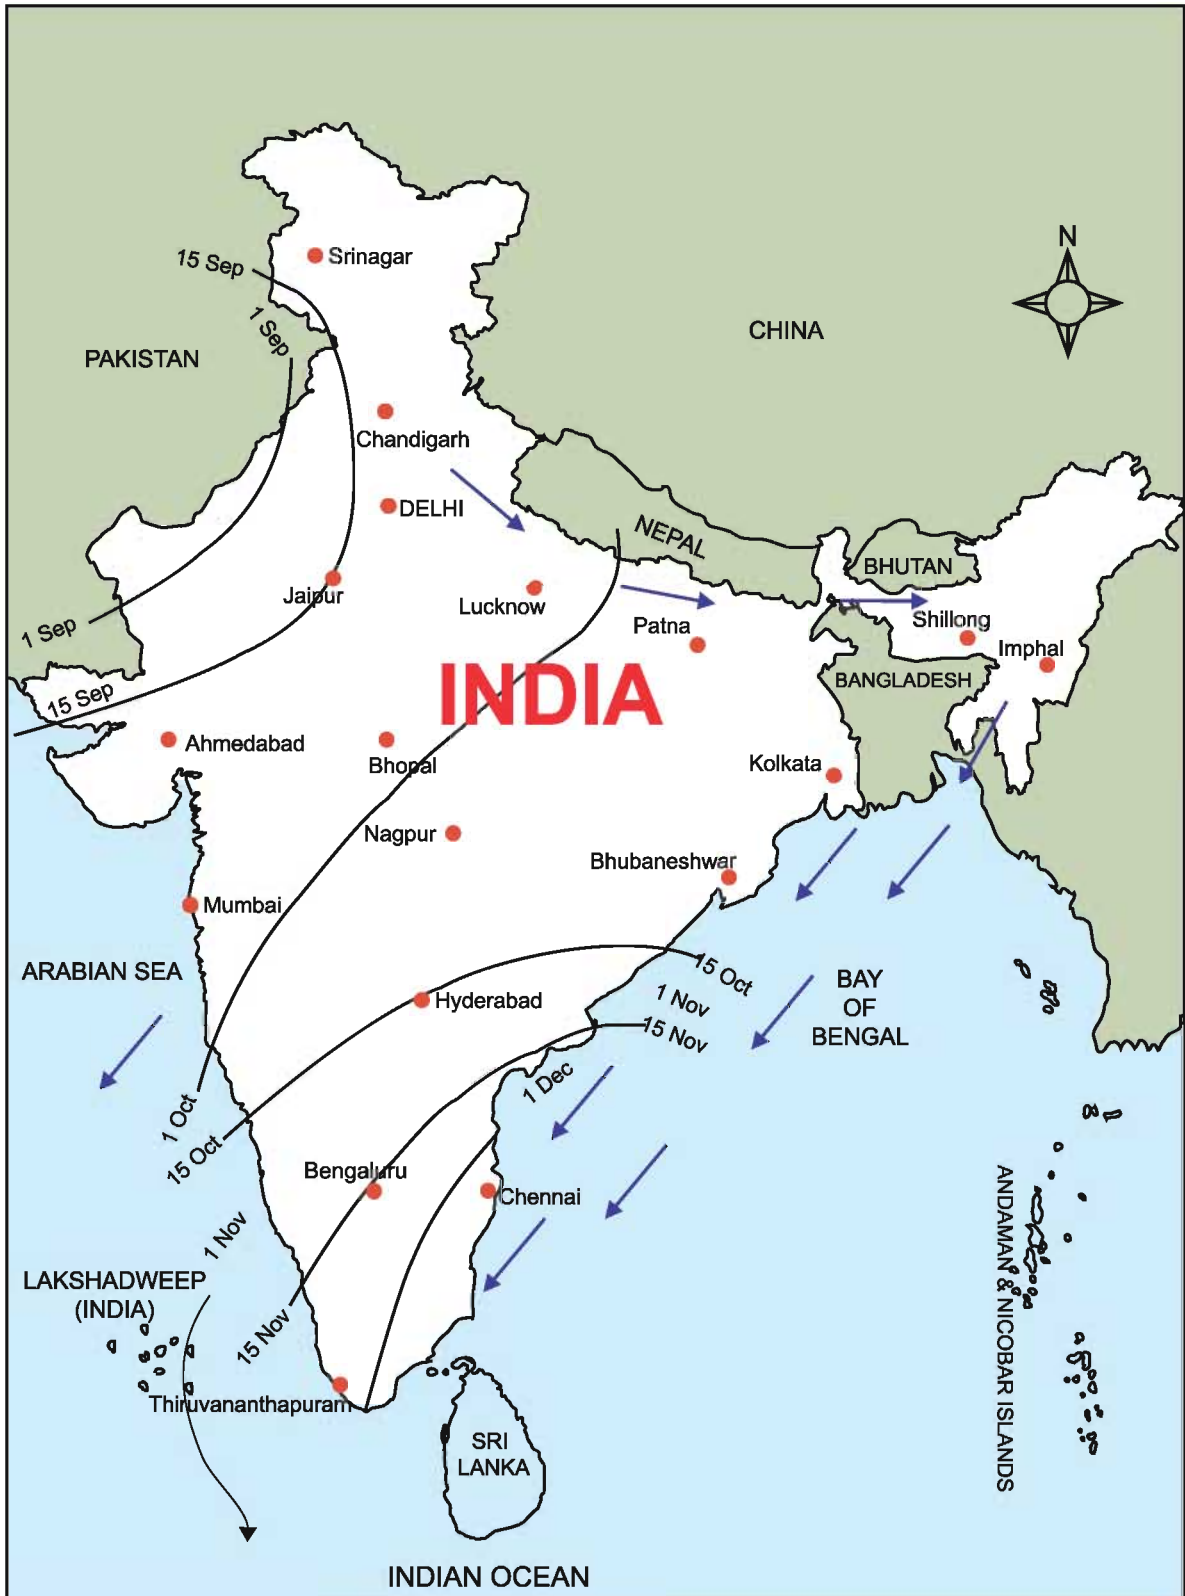 N
Srinagar
15 Sep
1 Sep
CHINA
PAKISTAN
Chandigarh
DELHI
NEPAL
BHUTAN
Jaipur
Lucknow
Shillong
1 Sep
Patna
Imphal
INDIA
BANGLADESH
15 Sep
Ahmedabad
Bhopal
Kolkata
Nagpur
Bhubaneshwar
Mumbai
ARABIAN SEA
15 Oct
BAY
OF
BENGAL
Hyderabad
1 Nov
15 Nov
1 Dec
1 Oct
15 Oct
Bengaluru
Chennai
1 Nov
LAKSHADWEEP
(INDIA)
15 Nov
ANDAMAN & NICOBAR ISLANDS
Thiruvananthapuram
SRI
LANKA
INDIAN OCEAN